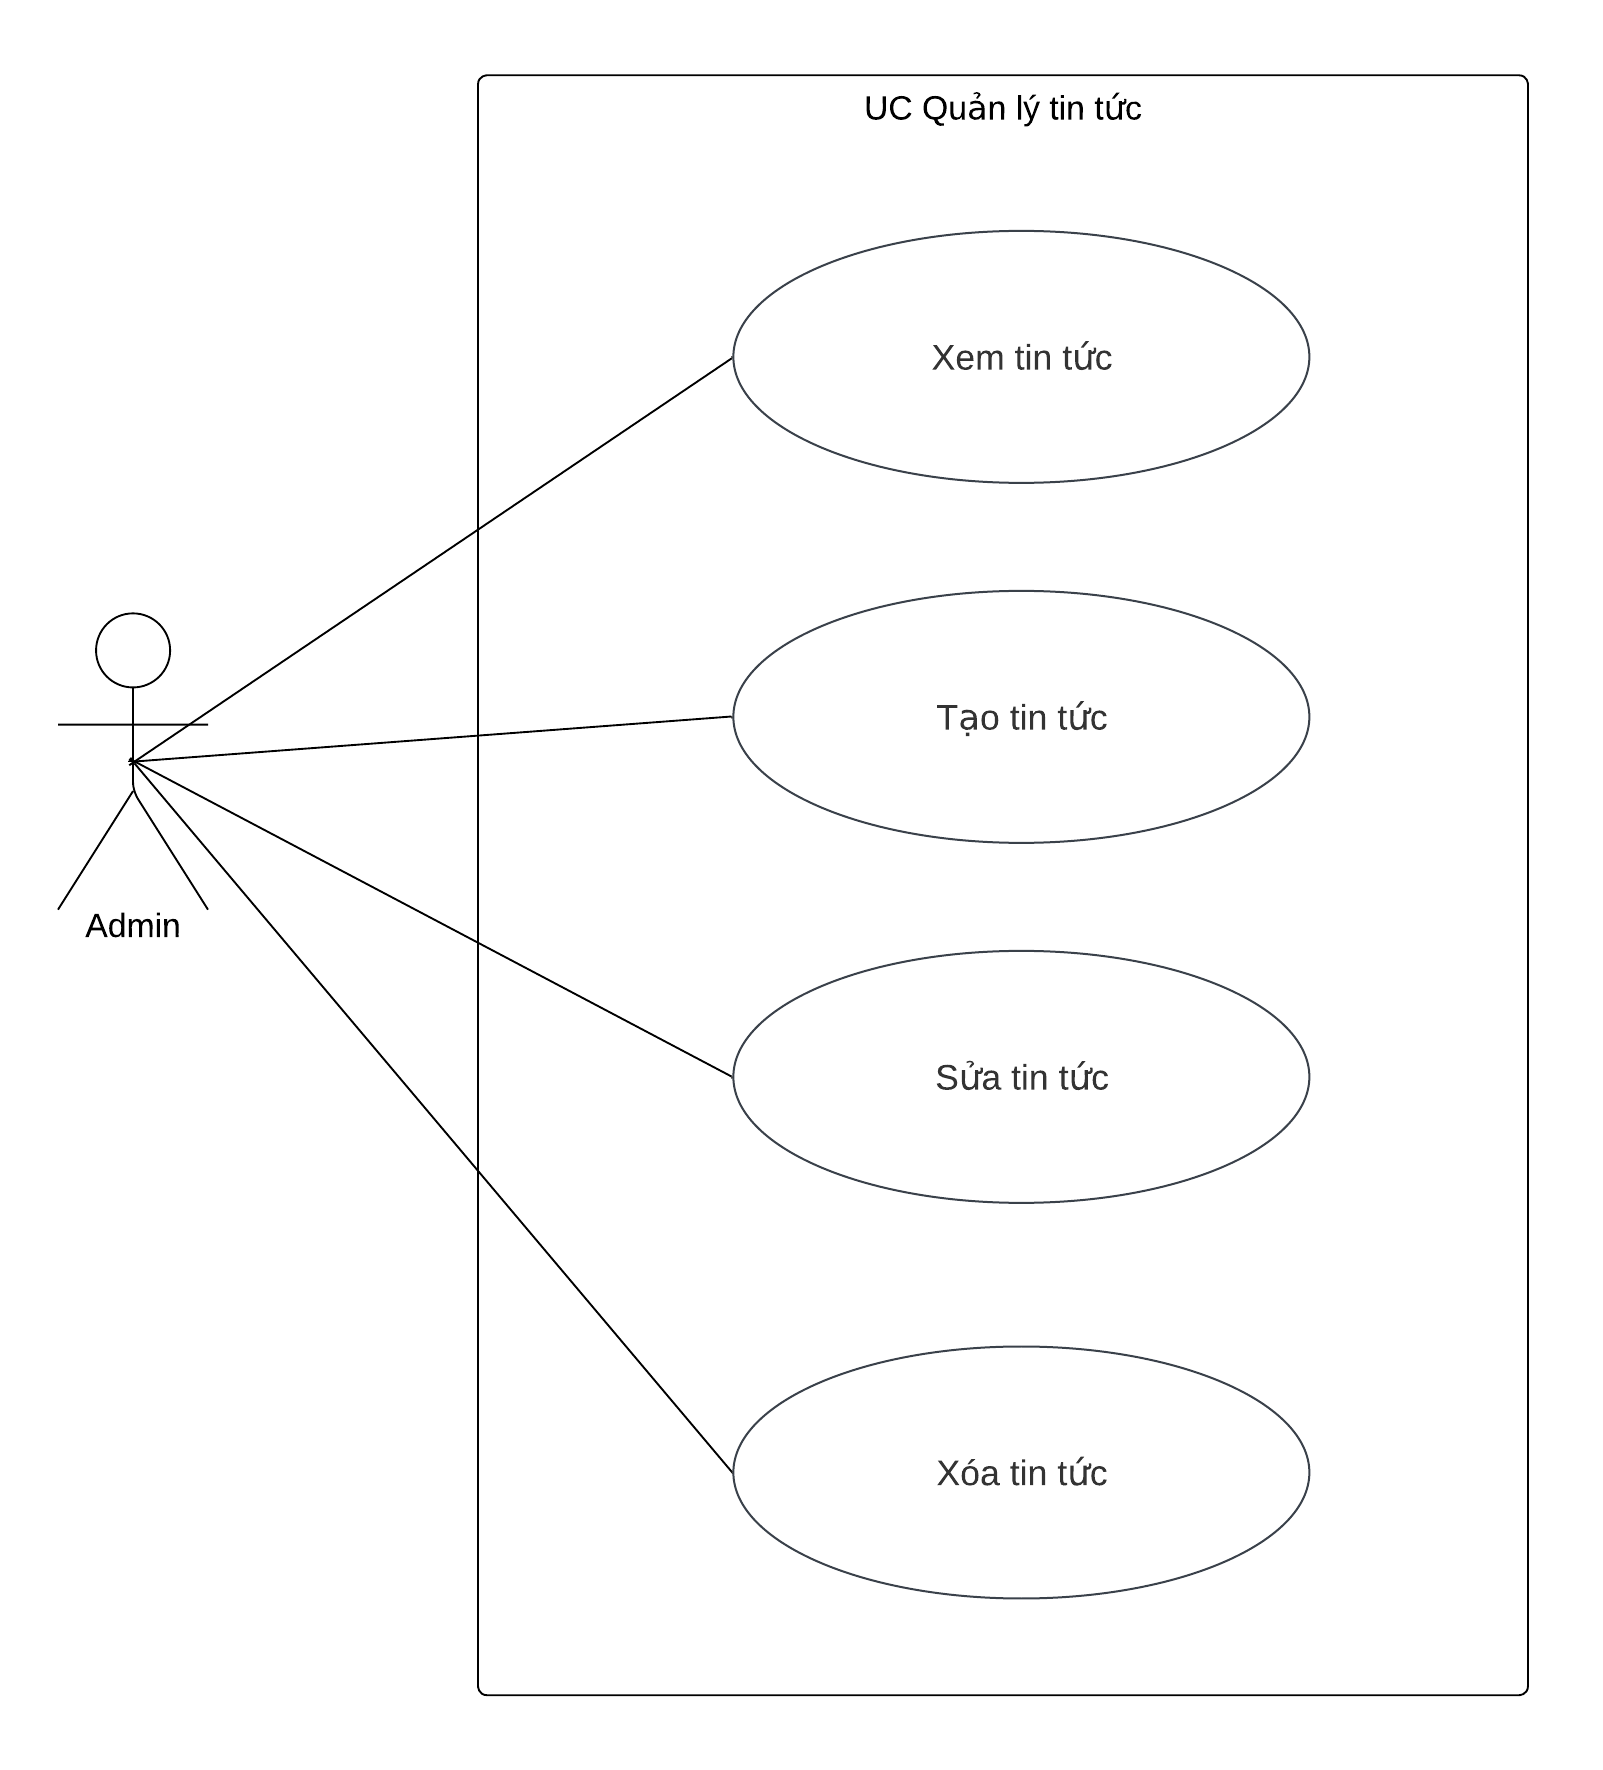 UC Quản lý tin tức
Xem tin tức
Tạo tin tức
Admin
Sửa tin tức
Xóa tin tức